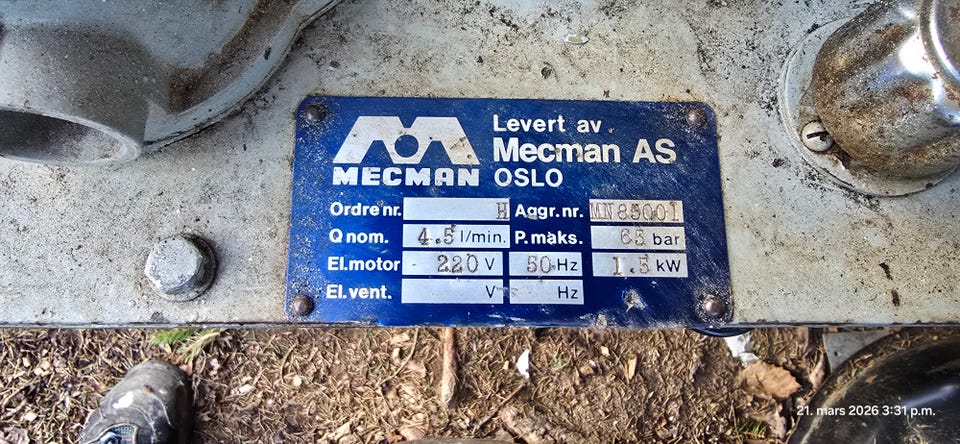 Levert av
Mecman AS
MECMAN OSLO
Ordre nr. H Aggr.nr. MN85001
Q nom. 4.5 l/min. P.maks. 65 bar
El.motor 220 V 50 Hz 1.5 kW
El.vent. V Hz
21. mars 2026 3:31 p.m.